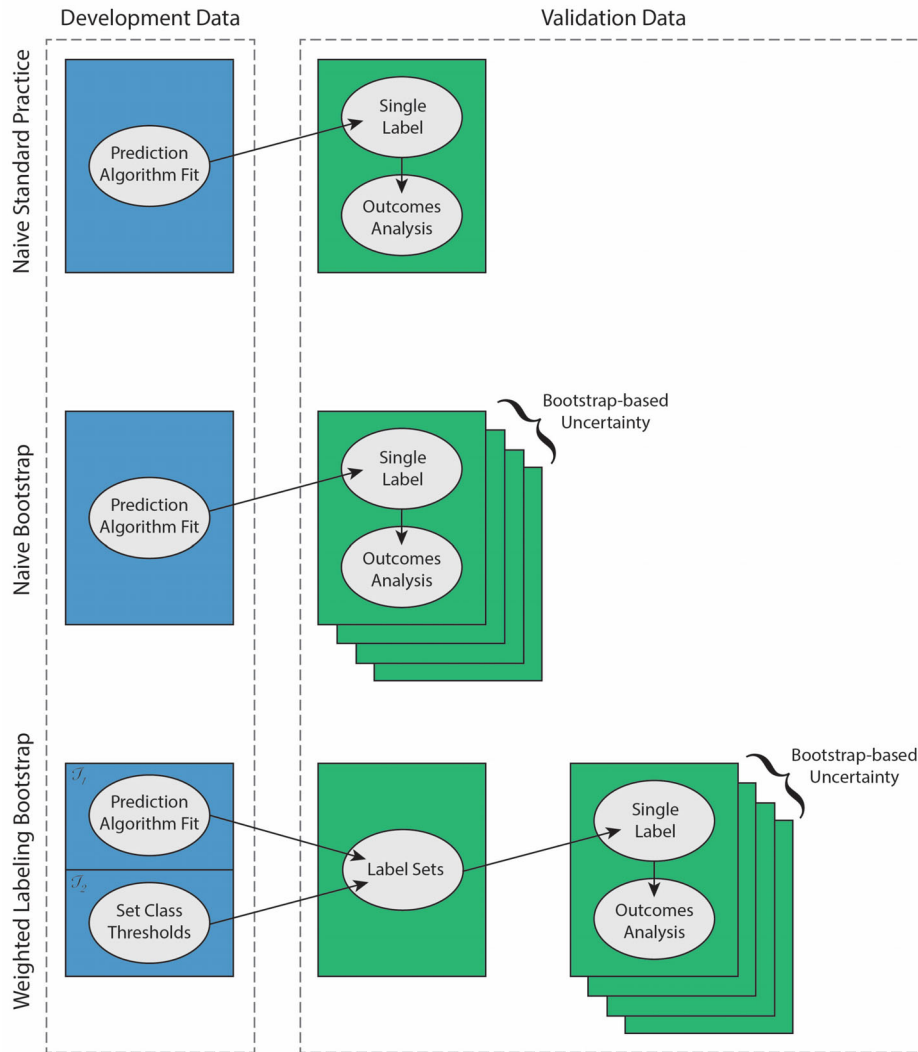 Development Data
Validation Data
Naive Standard Practice
Prediction
Algorithm Fit
Single
Label
Outcomes
Analysis
Naive Bootstrap
Prediction
Algorithm Fit
Single
Label
Outcomes
Analysis
Bootstrap-based
Uncertainty
Weighted Labeling Bootstrap
𝒯₁
Prediction
Algorithm Fit
𝒯₂
Set Class
Thresholds
Label Sets
Single
Label
Outcomes
Analysis
Bootstrap-based
Uncertainty